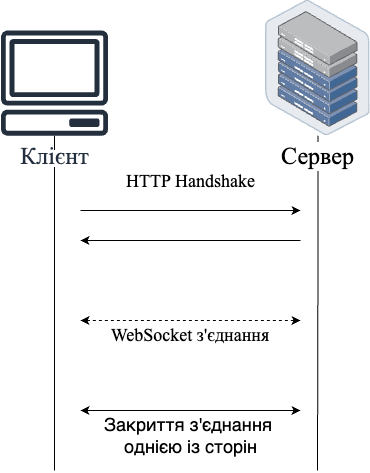 Клієнт
Сервер
HTTP Handshake
WebSocket з'єднання
Закриття з'єднання
однією із сторін